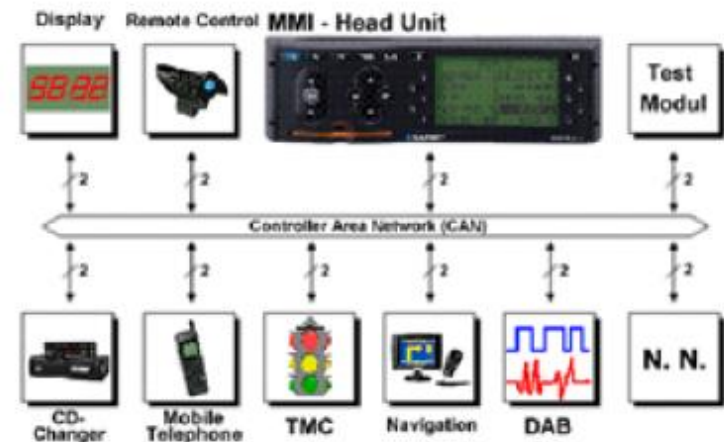 Display
Remote Control
MMI - Head Unit
Test
Modul
2
2
2
2
Controller Area Network (CAN)
2
2
2
2
2
2
N. N.
CD-
Changer
Mobile
Telephone
TMC
Navigation
DAB